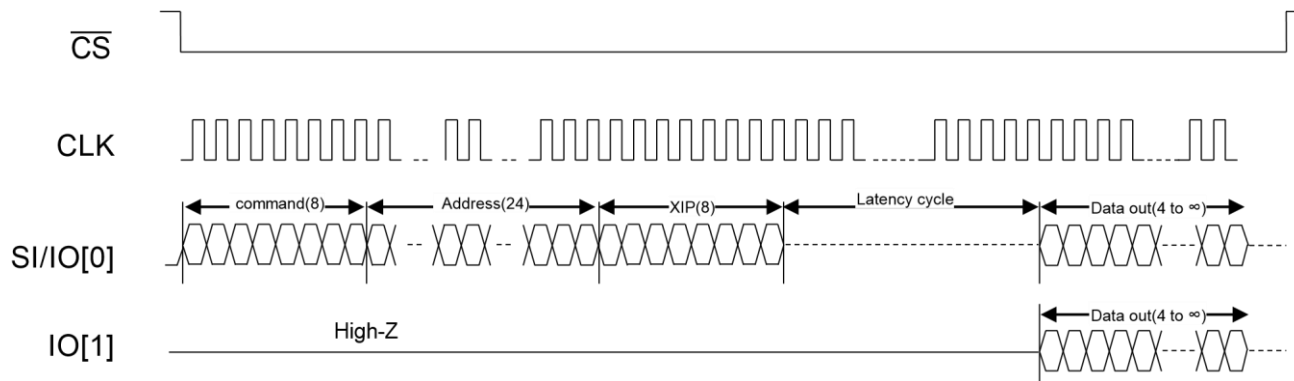 CS
CLK
command(8) Address(24) XIP(8) Latency cycle Data out(4 to ∞)
SI/IO[0]
High-Z Data out(4 to ∞)
IO[1]